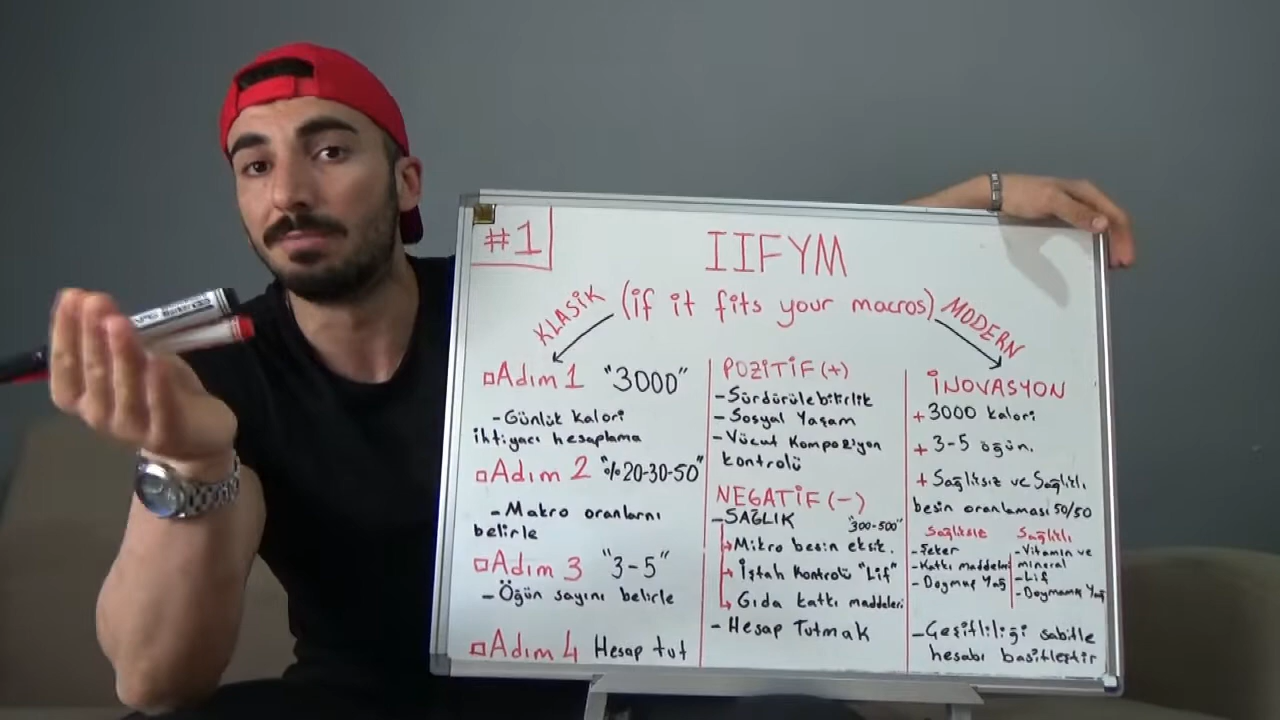 #1
IIFYM
(if it fits your macros)
KLASİK
MODERN
Adım 1 "3000"
-Günlük kalori
ihtiyacı hesaplama
Adım 2 "%20-30-50"
-Makro oranlarnı
belirle
Adım 3 "3-5"
-Öğün sayını belirle
Adım 4 Hesap tut
POZİTİF (+)
-Sürdürülebilirlik
-Sosyal Yaşam
-Vücut Kompoziyon
kontrolü
NEGATİF (-)
-SAĞLIK "300-500"
Mikro besin eksik.
İştah Kontrolü "Lif"
Gıda katkı maddeleri
-Hesap Tutmak
İNOVASYON
+3000 kalori
+3-5 öğün.
+Sağlıksız ve Sağlıklı
besin oranlaması 50/50
Sağlıksız
-Şeker
-Katkı maddeleri
-Doymuş Yağ
Sağlıklı
-Vitamin ve
mineral
-Lif
-Doymamış Yağ
-Çeşitliliği sabitle
hesabı basitleştir